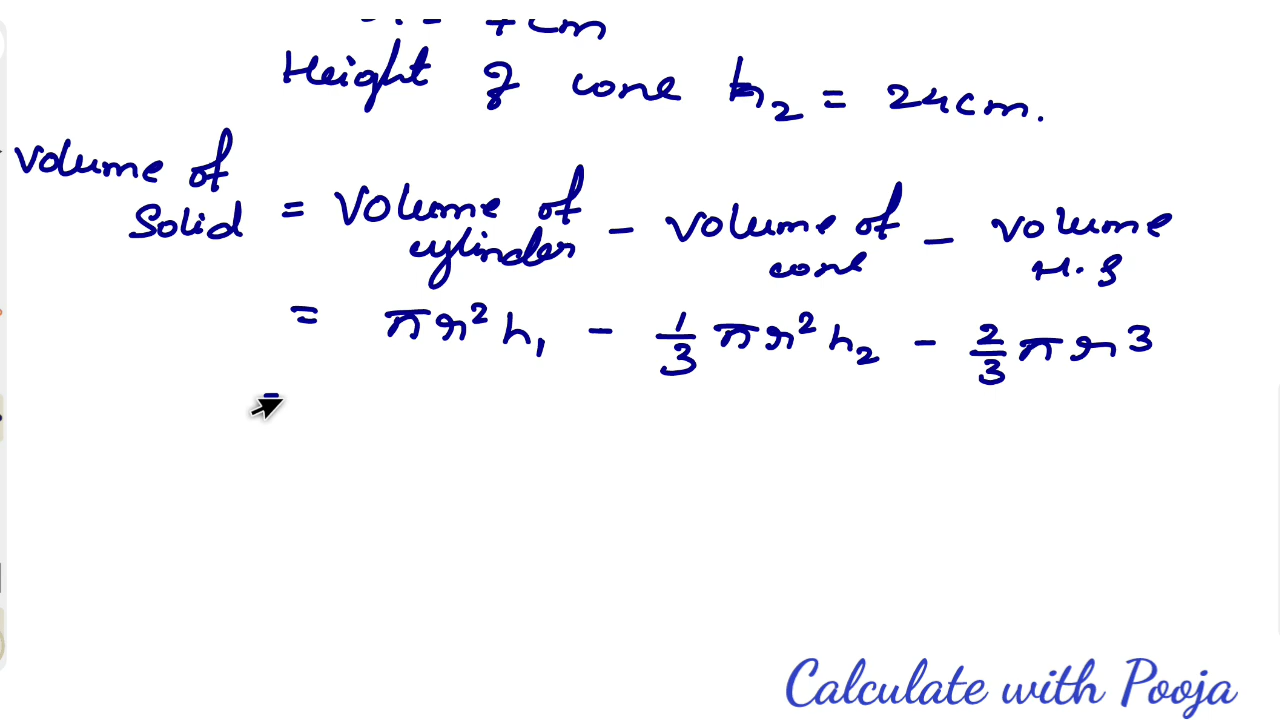 Height of cone h₂ = 24cm.
Volume of solid = Volume of cylinder - volume of cone - volume H.S
= πr²h₁ - 1/3 πr²h₂ - 2/3 πr³
=
Calculate with Pooja